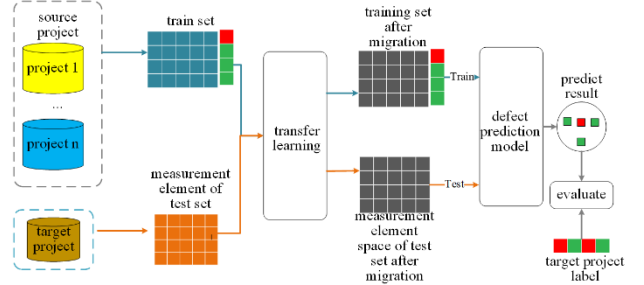 source
project
project 1
...
project n
target
project
train set
measurement
element of
test set
transfer
learning
training set
after
migration
Train
measurement
element
space of test
set after
migration
Test
defect
prediction
model
predict
result
evaluate
target project
label